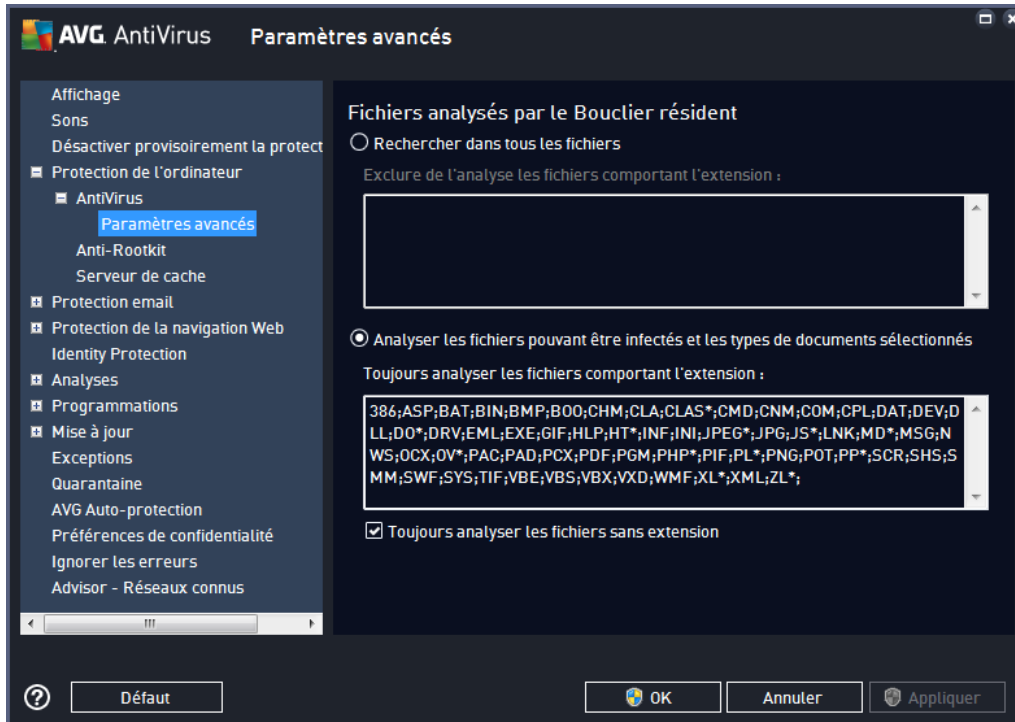 AVG. AntiVirus Paramètres avancés
Affichage
Sons
Désactiver provisoirement la protect
Protection de l'ordinateur
AntiVirus
Paramètres avancés
Anti-Rootkit
Serveur de cache
Protection email
Protection de la navigation Web
Identity Protection
Analyses
Programmations
Mise à jour
Exceptions
Quarantaine
AVG Auto-protection
Préférences de confidentialité
Ignorer les erreurs
Advisor - Réseaux connus
Fichiers analysés par le Bouclier résident
Rechercher dans tous les fichiers
Exclure de l'analyse les fichiers comportant l'extension :
Analyser les fichiers pouvant être infectés et les types de documents sélectionnés
Toujours analyser les fichiers comportant l'extension :
386;ASP;BAT;BIN;BMP;BOO;CHM;CLA;CLAS*;CMD;CNM;COM;CPL;DAT;DEV;D
LL;DO*;DRV;EML;EXE;GIF;HLP;HT*;INF;INI;JPEG*;JPG;JS*;LNK;MD*;MSG;N
WS;OCX;OV*;PAC;PAD;PCX;PDF;PGM;PHP*;PIF;PL*;PNG;POT;PP*;SCR;SHS;S
MM;SWF;SYS;TIF;VBE;VBS;VBX;VXD;WMF;XL*;XML;ZL*;
Toujours analyser les fichiers sans extension
? Défaut OK Annuler Appliquer